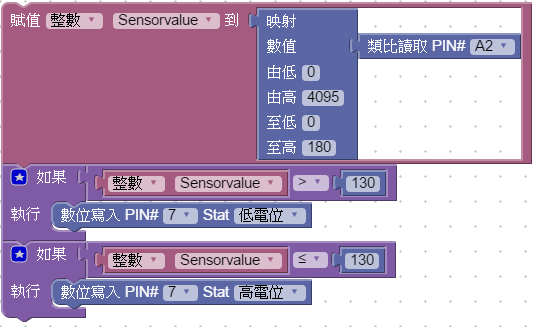 賦值 整數 Sensorvalue 到 映射
數值 類比讀取 PIN# A2
由低 0
由高 4095
至低 0
至高 180
如果 整數 Sensorvalue > 130
執行 數位寫入 PIN# 7 Stat 低電位
如果 整數 Sensorvalue ≤ 130
執行 數位寫入 PIN# 7 Stat 高電位